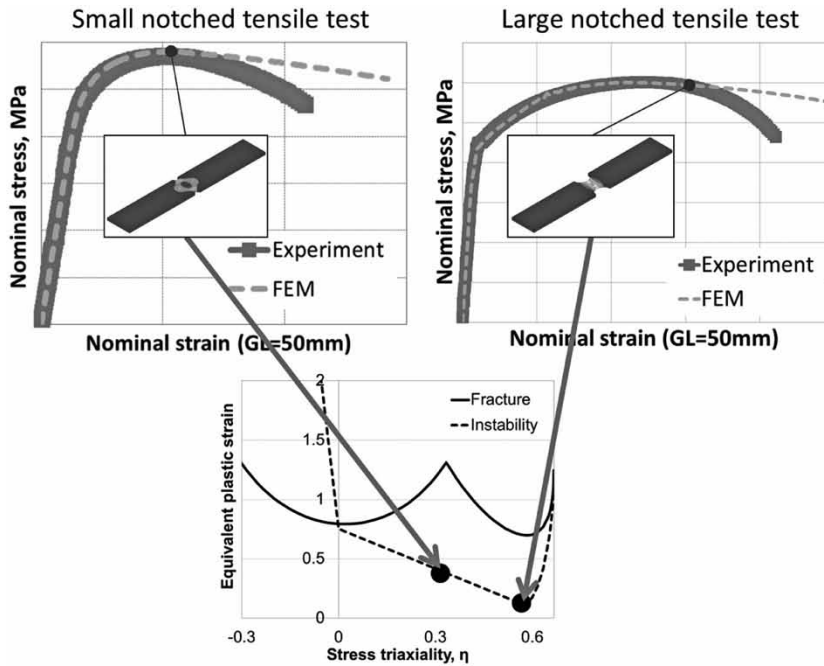 Small notched tensile test
Large notched tensile test
Nominal stress, MPa
Experiment
FEM
Nominal strain (GL=50mm)
Nominal stress, MPa
Experiment
FEM
Nominal strain (GL=50mm)
Equivalent plastic strain
2
1.5
1
0.5
0
Fracture
Instability
-0.3
0
0.3
0.6
Stress triaxiality, η